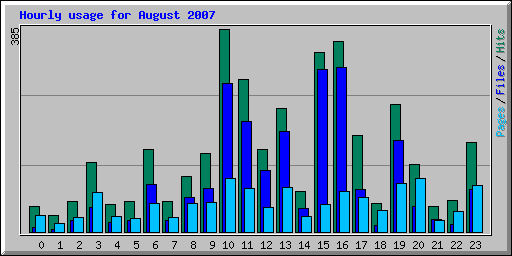 Hourly usage for August 2007
385
Pages / Files / Hits
0 1 2 3 4 5 6 7 8 9 10 11 12 13 14 15 16 17 18 19 20 21 22 23